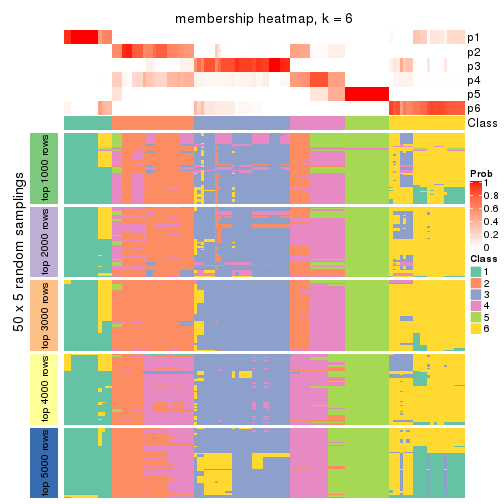 membership heatmap, k = 6
p1
p2
p3
p4
p5
p6
Class
50 x 5 random samplings
top 1000 rows
top 2000 rows
top 3000 rows
top 4000 rows
top 5000 rows
Prob
1
0.8
0.6
0.4
0.2
0
Class
1
2
3
4
5
6